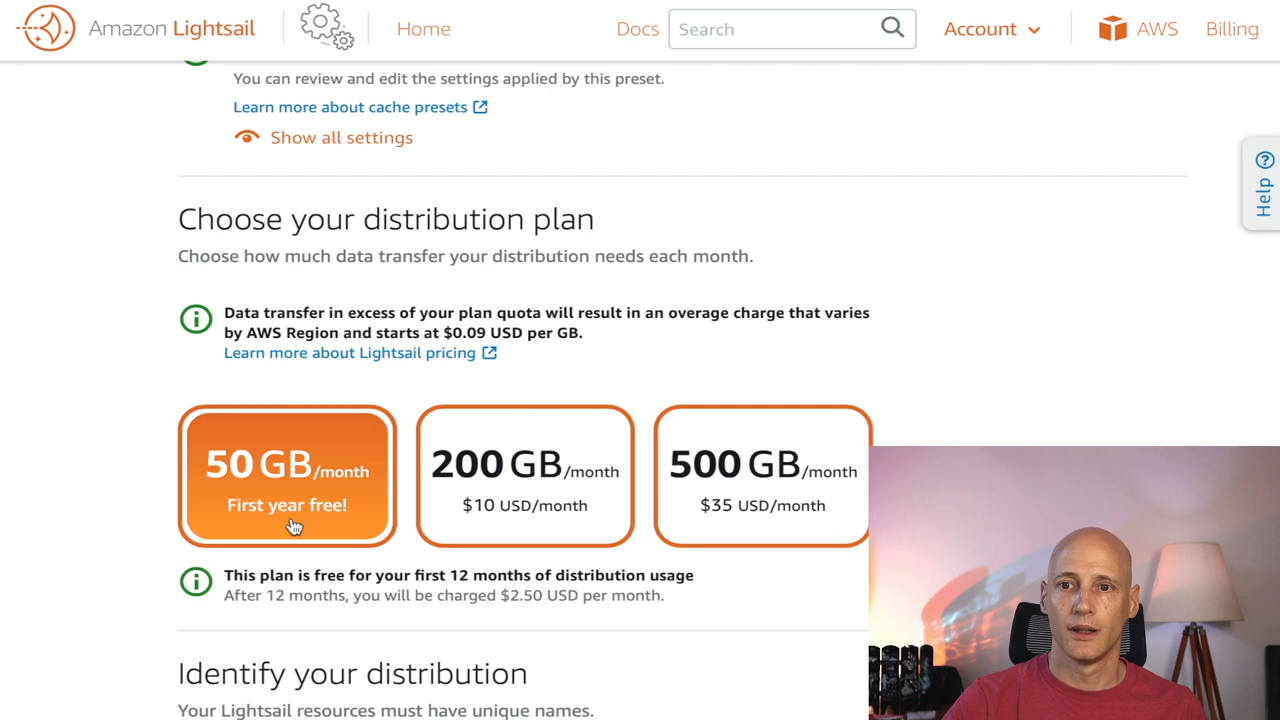 Amazon Lightsail
Home
Docs
Search
Account
AWS
Billing
You can review and edit the settings applied by this preset.
Learn more about cache presets
Show all settings
Help
Choose your distribution plan
Choose how much data transfer your distribution needs each month.
Data transfer in excess of your plan quota will result in an overage charge that varies
by AWS Region and starts at $0.09 USD per GB.
Learn more about Lightsail pricing
50 GB/month
First year free!
200 GB/month
$10 USD/month
500 GB/month
$35 USD/month
This plan is free for your first 12 months of distribution usage
After 12 months, you will be charged $2.50 USD per month.
Identify your distribution
Your Lightsail resources must have unique names.